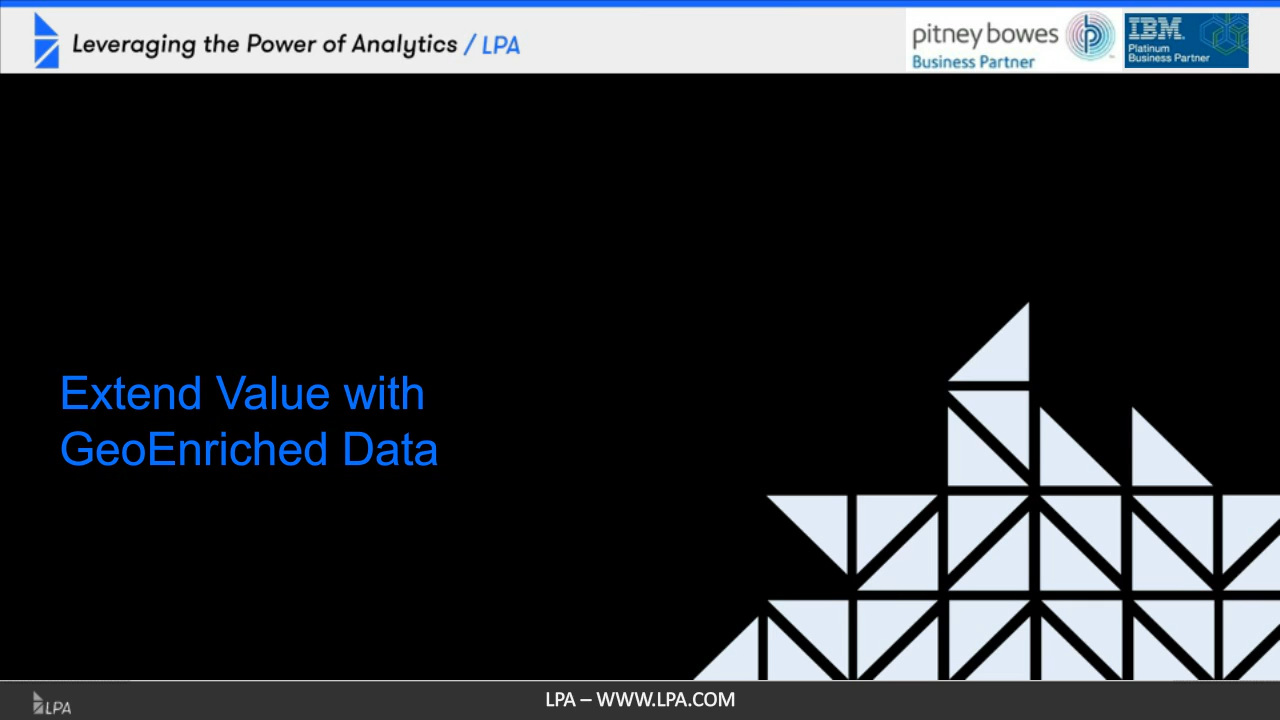 Leveraging the Power of Analytics / LPA
pitney bowes
Business Partner
IBM
Platinum
Business Partner
Extend Value with
GeoEnriched Data
LPA
LPA – WWW.LPA.COM